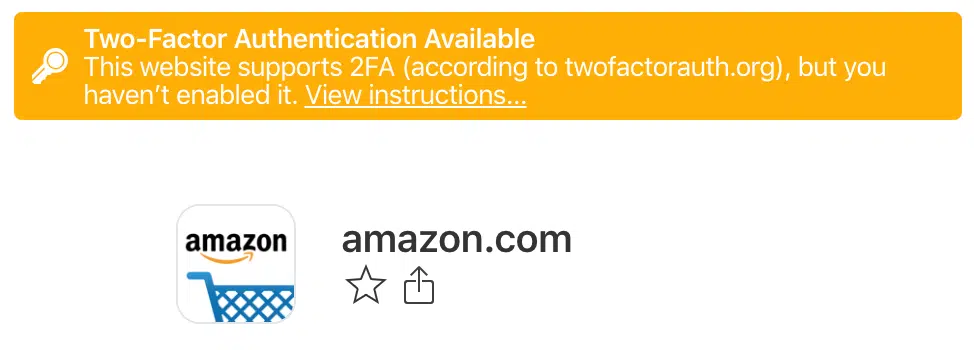 Two-Factor Authentication Available
This website supports 2FA (according to twofactorauth.org), but you
haven’t enabled it. View instructions...
amazon
amazon.com